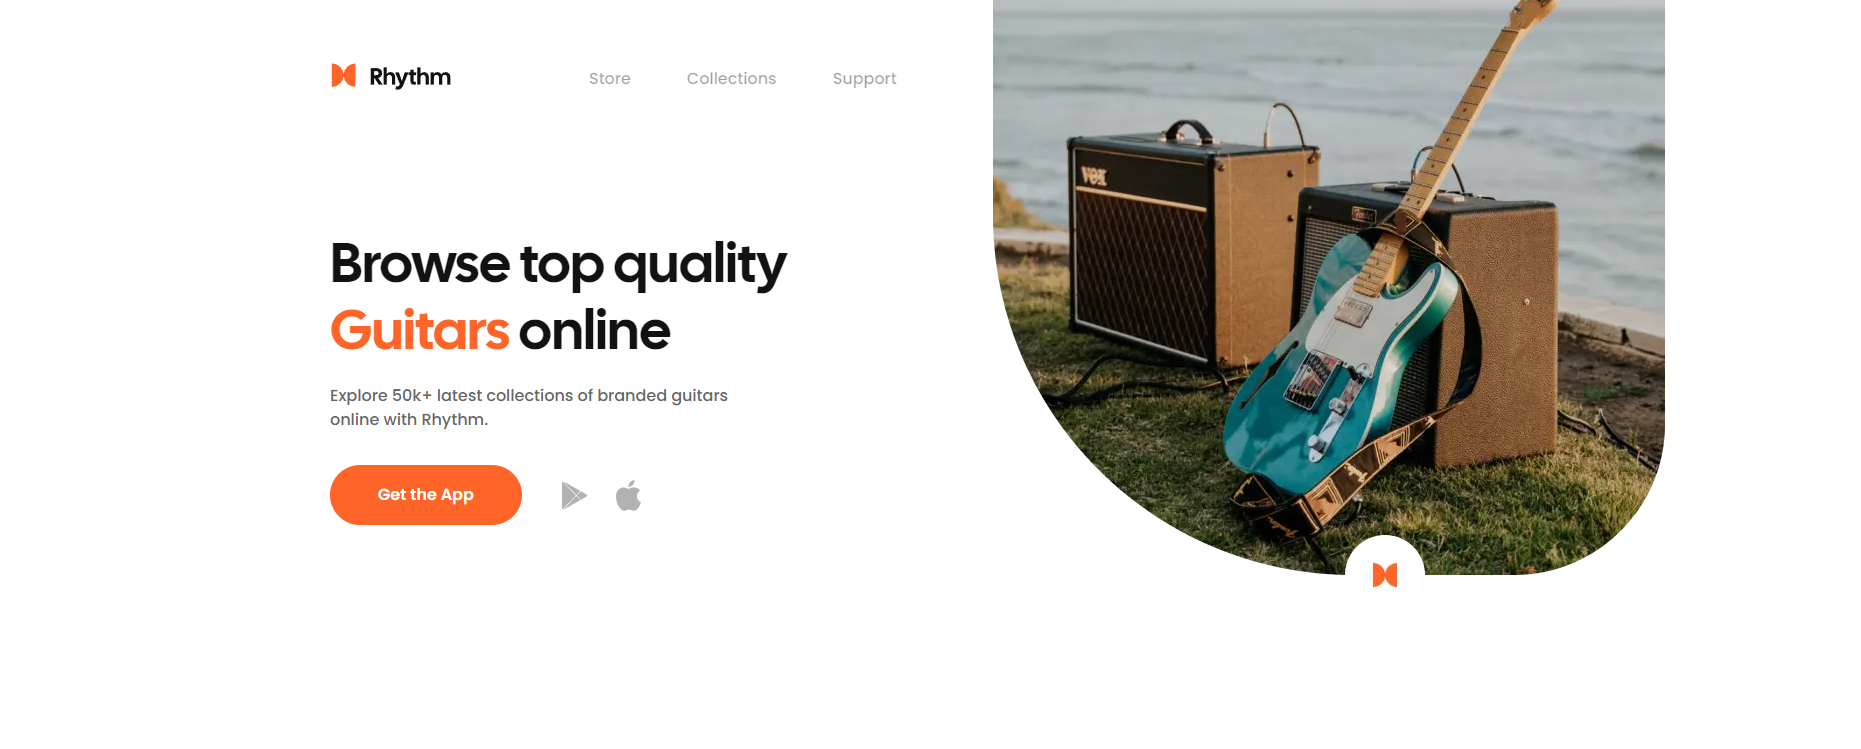 Rhythm
Store
Collections
Support
Browse top quality
Guitars online
Explore 50k+ latest collections of branded guitars
online with Rhythm.
Get the App
VOX
Fender